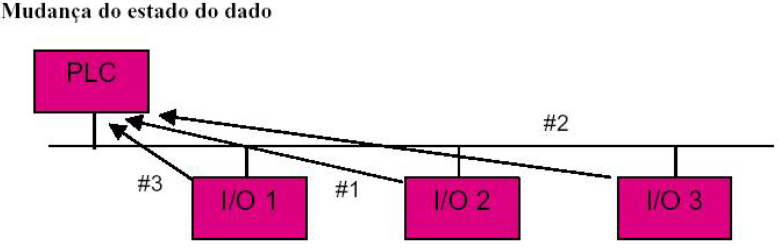 Mudança do estado do dado
PLC
#2
#3
#1
I/O 1
I/O 2
I/O 3